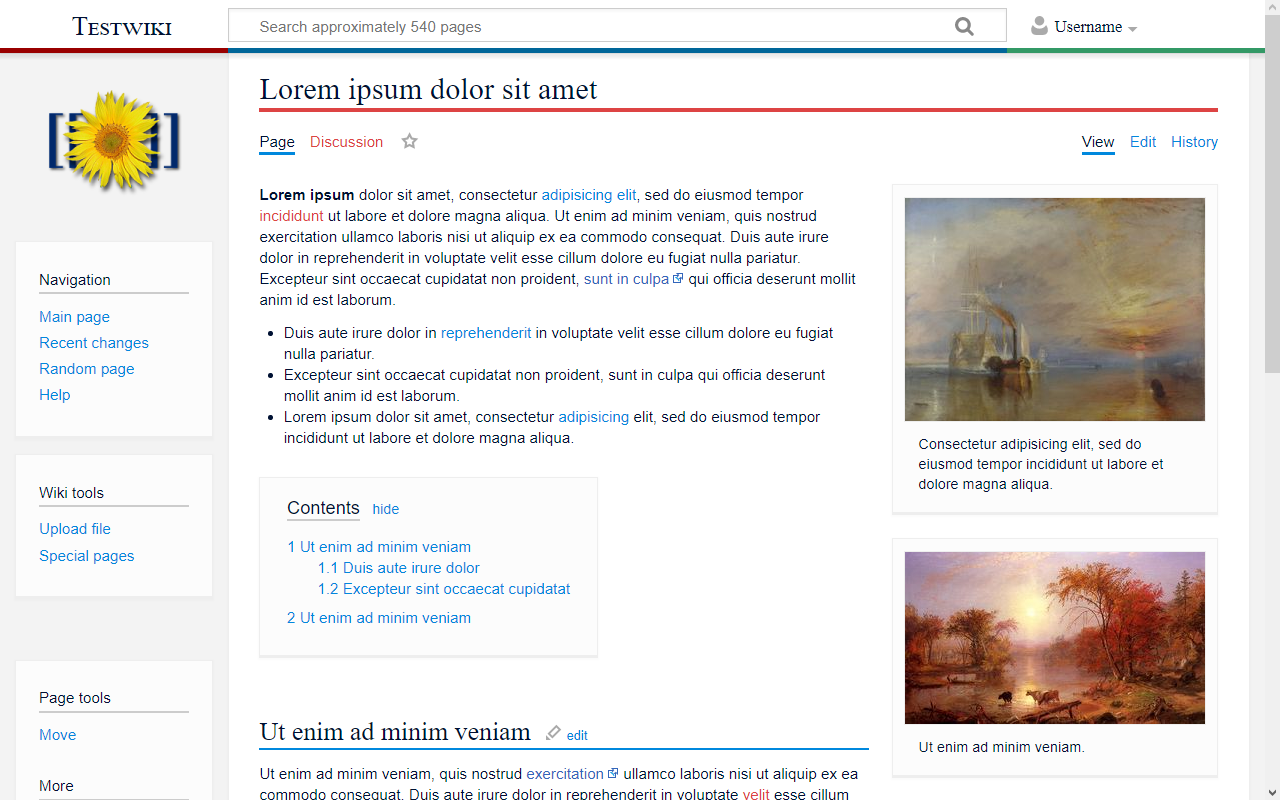 Testwiki
Search approximately 540 pages
Username
Lorem ipsum dolor sit amet
Page Discussion
View Edit History
Navigation
Main page
Recent changes
Random page
Help
Wiki tools
Upload file
Special pages
Page tools
Move
More
Lorem ipsum dolor sit amet, consectetur adipisicing elit, sed do eiusmod tempor
incididunt ut labore et dolore magna aliqua. Ut enim ad minim veniam, quis nostrud
exercitation ullamco laboris nisi ut aliquip ex ea commodo consequat. Duis aute irure
dolor in reprehenderit in voluptate velit esse cillum dolore eu fugiat nulla pariatur.
Excepteur sint occaecat cupidatat non proident, sunt in culpa qui officia deserunt mollit
anim id est laborum.
Duis aute irure dolor in reprehenderit in voluptate velit esse cillum dolore eu fugiat
nulla pariatur.
Excepteur sint occaecat cupidatat non proident, sunt in culpa qui officia deserunt
mollit anim id est laborum.
Lorem ipsum dolor sit amet, consectetur adipisicing elit, sed do eiusmod tempor
incididunt ut labore et dolore magna aliqua.
Contents hide
1 Ut enim ad minim veniam
1.1 Duis aute irure dolor
1.2 Excepteur sint occaecat cupidatat
2 Ut enim ad minim veniam
Ut enim ad minim veniam edit
Ut enim ad minim veniam, quis nostrud exercitation ullamco laboris nisi ut aliquip ex ea
commodo consequat. Duis aute irure dolor in reprehenderit in voluptate velit esse cillum
Consectetur adipisicing elit, sed do
eiusmod tempor incididunt ut labore et
dolore magna aliqua.
Ut enim ad minim veniam.